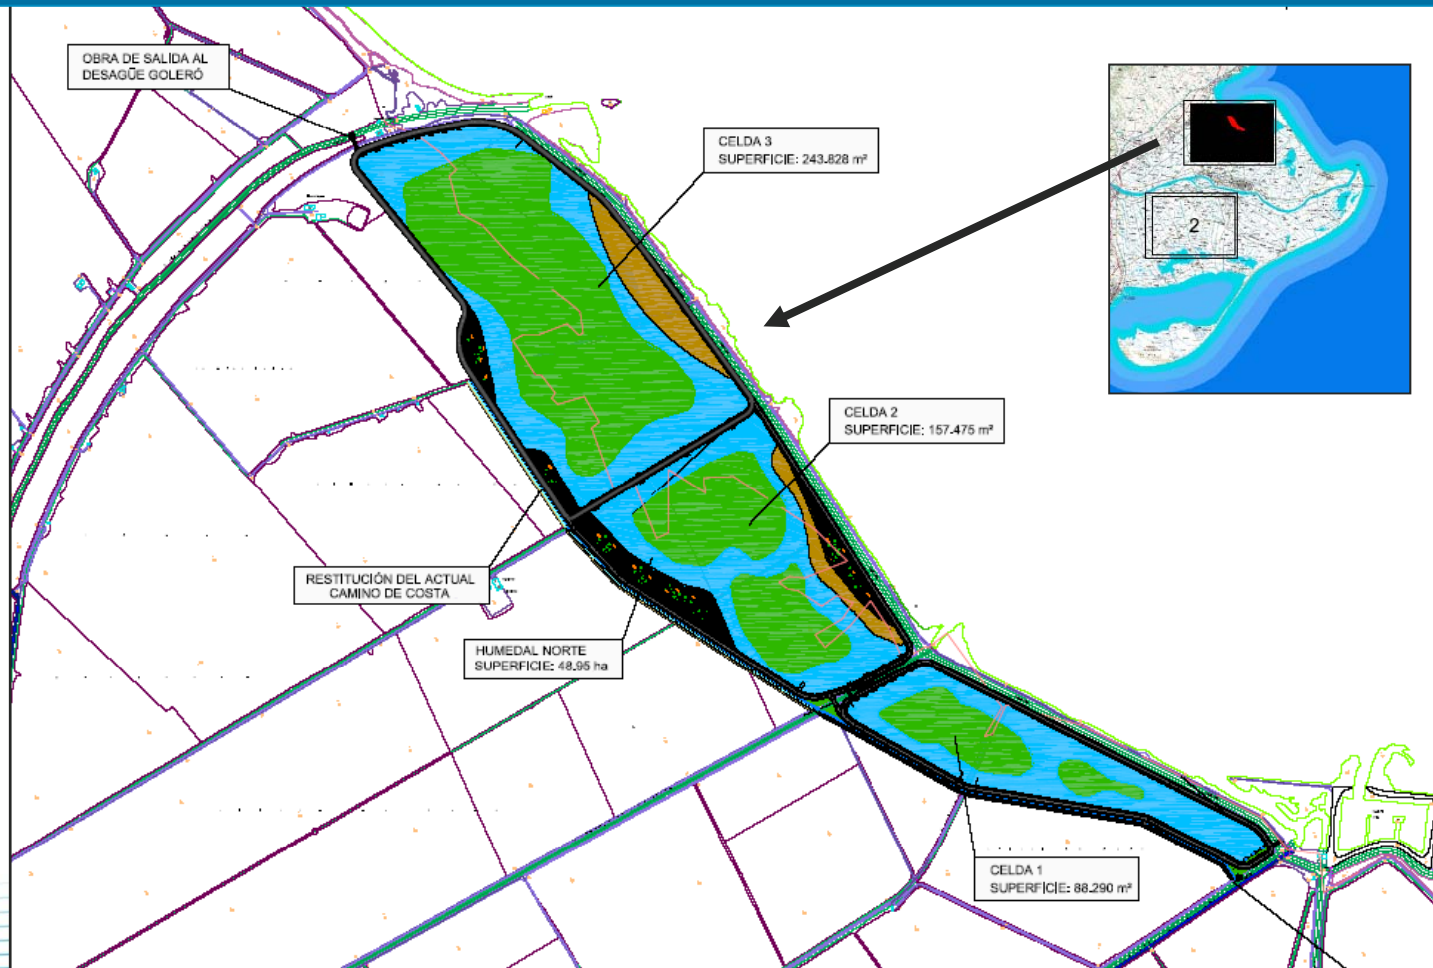 OBRA DE SALIDA AL
DESAGÜE GOLERÓ
CELDA 3
SUPERFICIE: 243.828 m²
2
CELDA 2
SUPERFICIE: 157.475 m²
RESTITUCIÓN DEL ACTUAL
CAMINO DE COSTA
HUMEDAL NORTE
SUPERFICIE: 48.95 ha
CELDA 1
SUPERFICIE: 88.290 m²